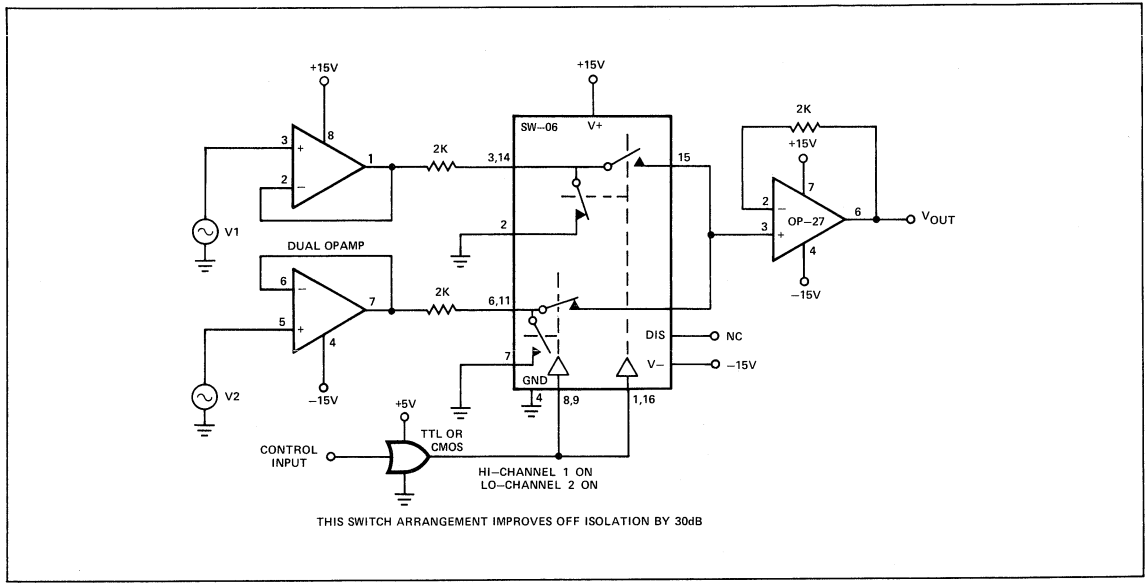 +15V
+15V
2K
SW–06
V+
+15V
8
3
+
1
2K
3,14
15
7
2
–
2
–
6
VOUT
OP–27
3
+
V1
2
4
DUAL OPAMP
–15V
6
–
7
2K
6,11
5
+
DIS
NC
4
7
V–
–15V
GND
–15V
4
8,9
1,16
V2
+5V
TTL OR
CMOS
CONTROL
INPUT
HI–CHANNEL 1 ON
LO–CHANNEL 2 ON
THIS SWITCH ARRANGEMENT IMPROVES OFF ISOLATION BY 30dB